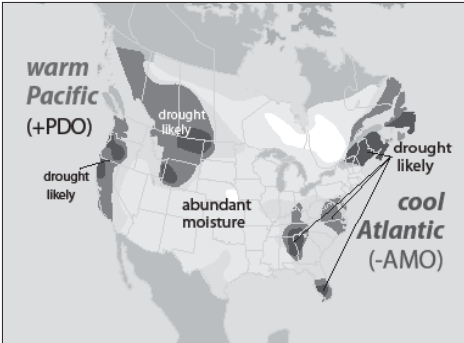 warm
Pacific
(+PDO)
drought
likely
drought
likely
abundant
moisture
drought
likely
cool
Atlantic
(-AMO)